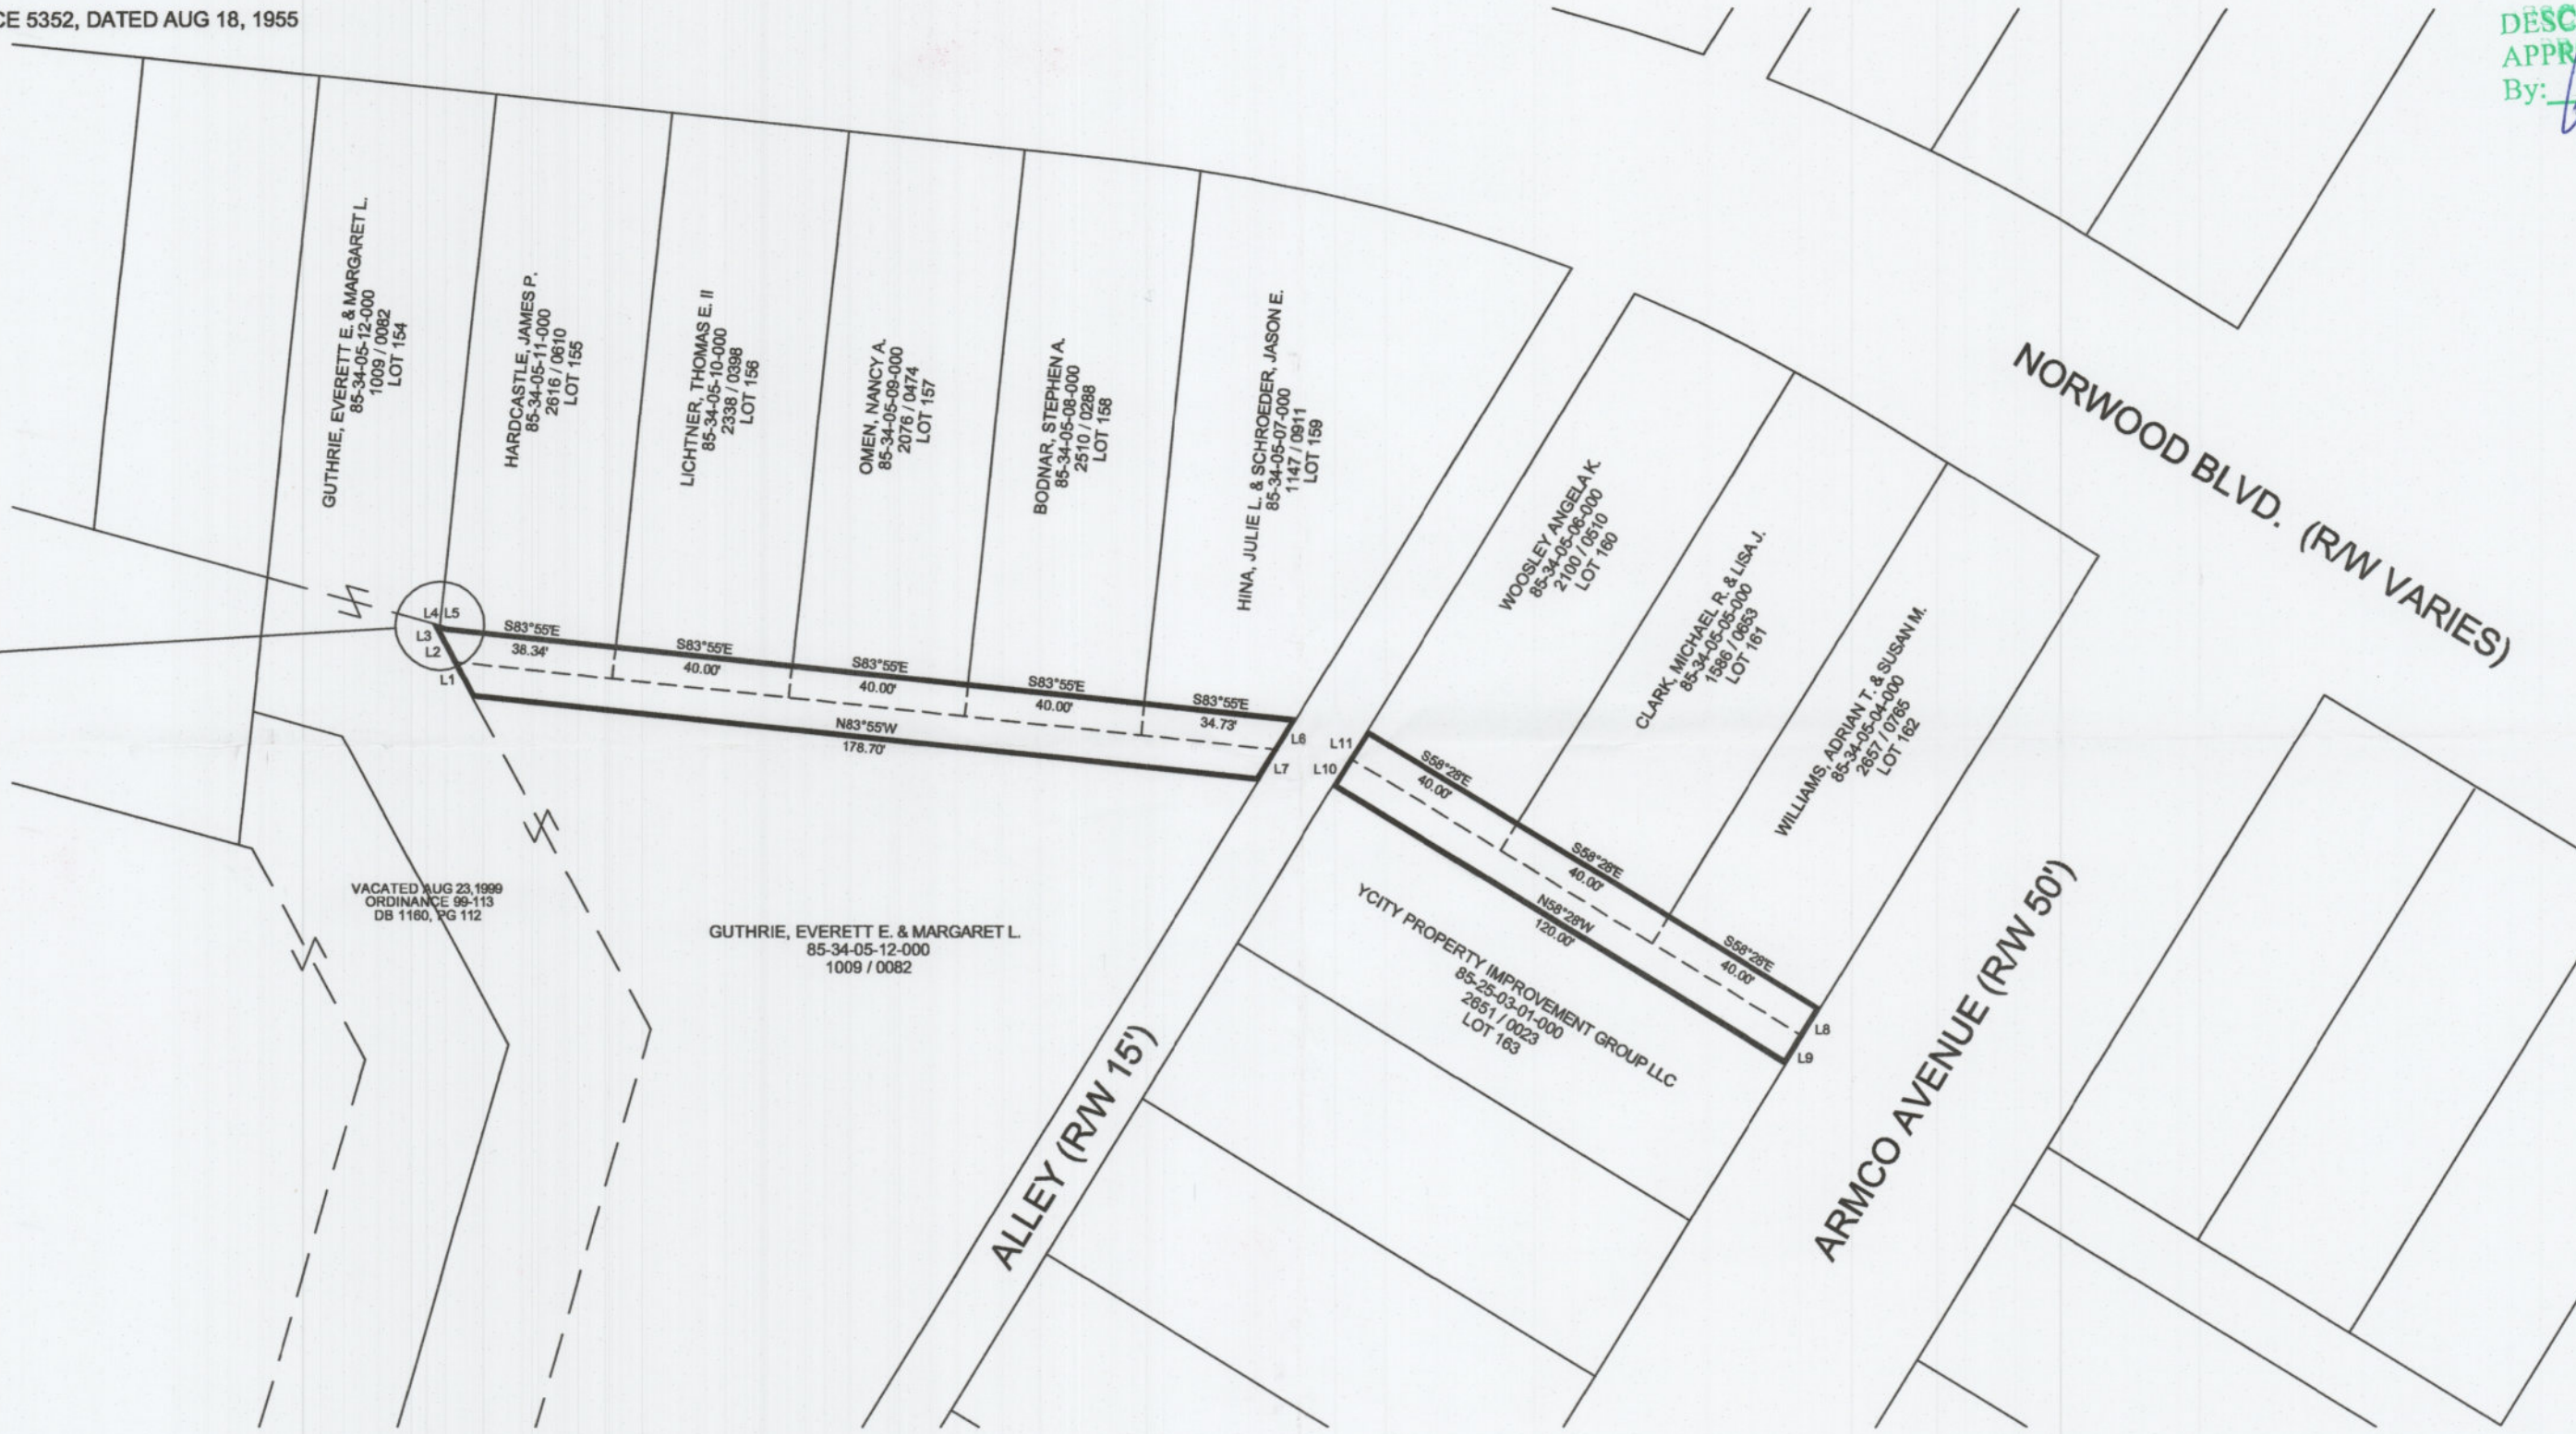 CE 5352, DATED AUG 18, 1955
DESC
APPR
By:
GUTHRIE, EVERETT E. & MARGARET L.
85-34-05-12-000
1009 / 0082
LOT 154
HARDCASTLE, JAMES P.
85-34-05-11-000
2616 / 0610
LOT 155
LICHTNER, THOMAS E. II
85-34-05-10-000
2338 / 0398
LOT 156
OMEN, NANCY A.
85-34-05-09-000
2076 / 0474
LOT 157
BODNAR, STEPHEN A.
85-34-05-08-000
2510 / 0288
LOT 158
HINA, JULIE L. & SCHROEDER, JASON E.
85-34-05-07-000
1147 / 0911
LOT 159
WOOSLEY ANGELA K.
85-34-05-06-000
2100 / 0510
LOT 160
CLARK, MICHAEL R. & LISA J.
85-34-05-05-000
1586 / 0653
LOT 161
WILLIAMS, ADRIAN T. & SUSAN M.
85-34-05-04-000
2657 / 0765
LOT 162
NORWOOD BLVD. (R/W VARIES)
L4 L5
L3
L2
L1
S83°55'E
38.34'
S83°55'E
40.00'
S83°55'E
40.00'
S83°55'E
40.00'
S83°55'E
34.73'
N83°55'W
178.70'
L6
L7
L11
L10
S58°28'E
40.00'
S58°28'E
40.00'
S58°28'E
40.00'
N58°28'W
120.00'
L8
L9
VACATED AUG 23,1999
ORDINANCE 99-113
DB 1160, PG 112
GUTHRIE, EVERETT E. & MARGARET L.
85-34-05-12-000
1009 / 0082
YCITY PROPERTY IMPROVEMENT GROUP LLC
85-25-03-01-000
2651 / 0023
LOT 163
ALLEY (R/W 15')
ARMCO AVENUE (R/W 50')